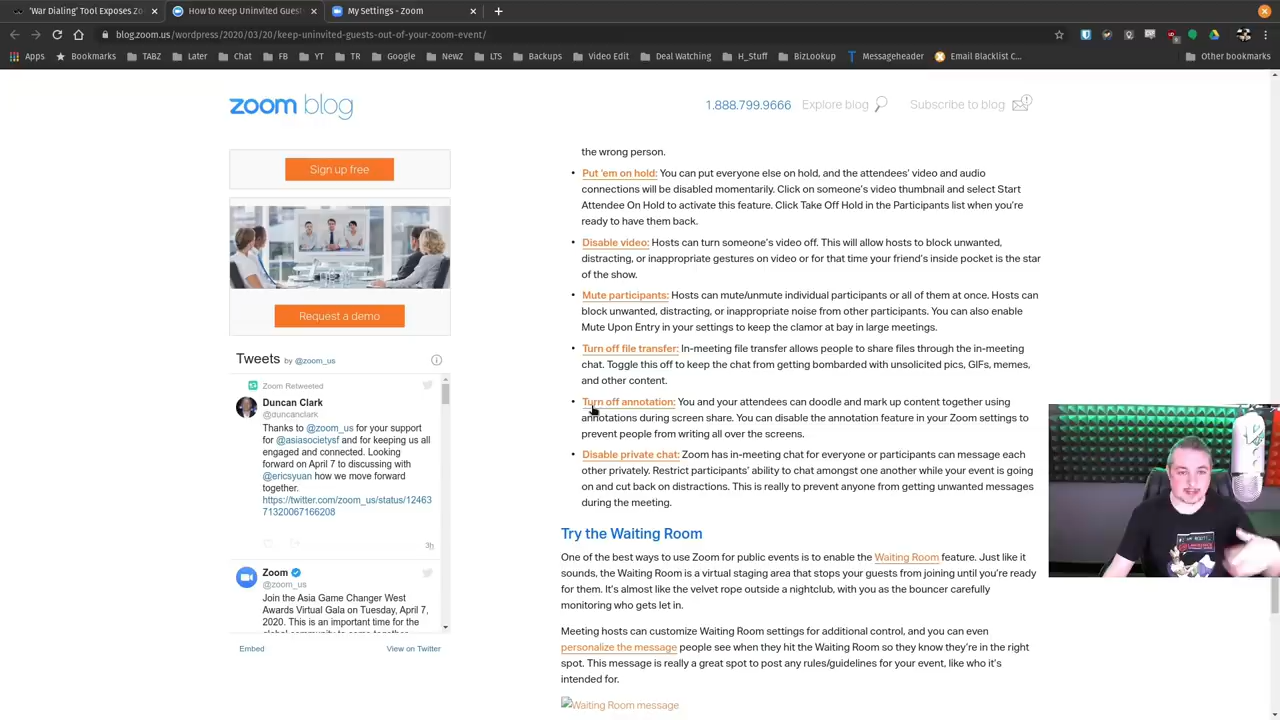 'War Dialing' Tool Exposes Zo
How to Keep Uninvited Guests
My Settings - Zoom
blog.zoom.us/wordpress/2020/03/20/keep-uninvited-guests-out-of-your-zoom-event/
Apps
Bookmarks
TABZ
Later
Chat
FB
YT
TR
Google
NewZ
LTS
Backups
Video Edit
Deal Watching
H_Stuff
BizLookup
Messageheader
Email Blacklist C...
Other bookmarks
zoom blog
1.888.799.9666
Explore blog
Subscribe to blog
Sign up free
Request a demo
Tweets by @zoom_us
Zoom Retweeted
Duncan Clark
@duncanclark
Thanks to @zoom_us for your support
for @asiasocietysf and for keeping us all
engaged and connected. Looking
forward on April 7 to discussing with
@ericsyuan how we move forward
together.
https://twitter.com/zoom_us/status/12463
71320067166208
3h
Zoom
@zoom_us
Join the Asia Game Changer West
Awards Virtual Gala on Tuesday, April 7,
2020. This is an important time for the
global community to come together
Embed
View on Twitter
the wrong person.
• Put 'em on hold: You can put everyone else on hold, and the attendees' video and audio
connections will be disabled momentarily. Click on someone's video thumbnail and select Start
Attendee On Hold to activate this feature. Click Take Off Hold in the Participants list when you're
ready to have them back.
• Disable video: Hosts can turn someone's video off. This will allow hosts to block unwanted,
distracting, or inappropriate gestures on video or for that time your friend's inside pocket is the star
of the show.
• Mute participants: Hosts can mute/unmute individual participants or all of them at once. Hosts can
block unwanted, distracting, or inappropriate noise from other participants. You can also enable
Mute Upon Entry in your settings to keep the clamor at bay in large meetings.
• Turn off file transfer: In-meeting file transfer allows people to share files through the in-meeting
chat. Toggle this off to keep the chat from getting bombarded with unsolicited pics, GIFs, memes,
and other content.
• Turn off annotation: You and your attendees can doodle and mark up content together using
annotations during screen share. You can disable the annotation feature in your Zoom settings to
prevent people from writing all over the screens.
• Disable private chat: Zoom has in-meeting chat for everyone or participants can message each
other privately. Restrict participants' ability to chat amongst one another while your event is going
on and cut back on distractions. This is really to prevent anyone from getting unwanted messages
during the meeting.
Try the Waiting Room
One of the best ways to use Zoom for public events is to enable the Waiting Room feature. Just like it
sounds, the Waiting Room is a virtual staging area that stops your guests from joining until you're ready
for them. It's almost like the velvet rope outside a nightclub, with you as the bouncer carefully
monitoring who gets let in.
Meeting hosts can customize Waiting Room settings for additional control, and you can even
personalize the message people see when they hit the Waiting Room so they know they're in the right
spot. This message is really a great spot to post any rules/guidelines for your event, like who it's
intended for.
Waiting Room message